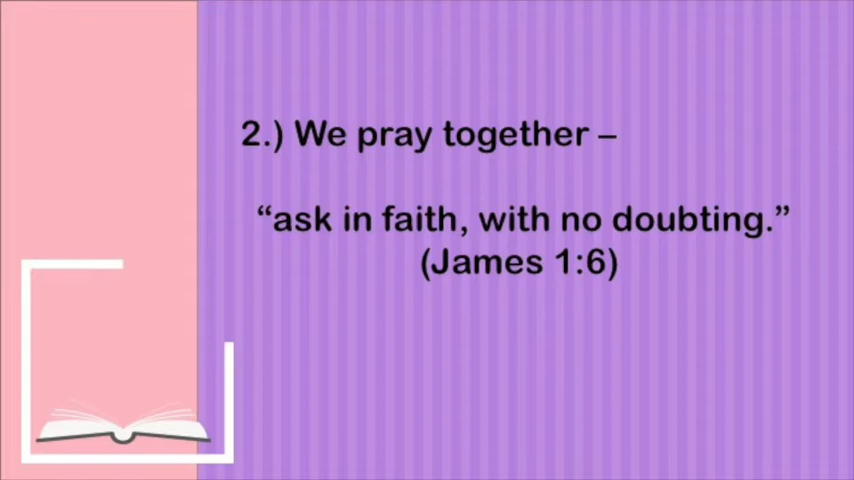 2.) We pray together –
“ask in faith, with no doubting.”
(James 1:6)